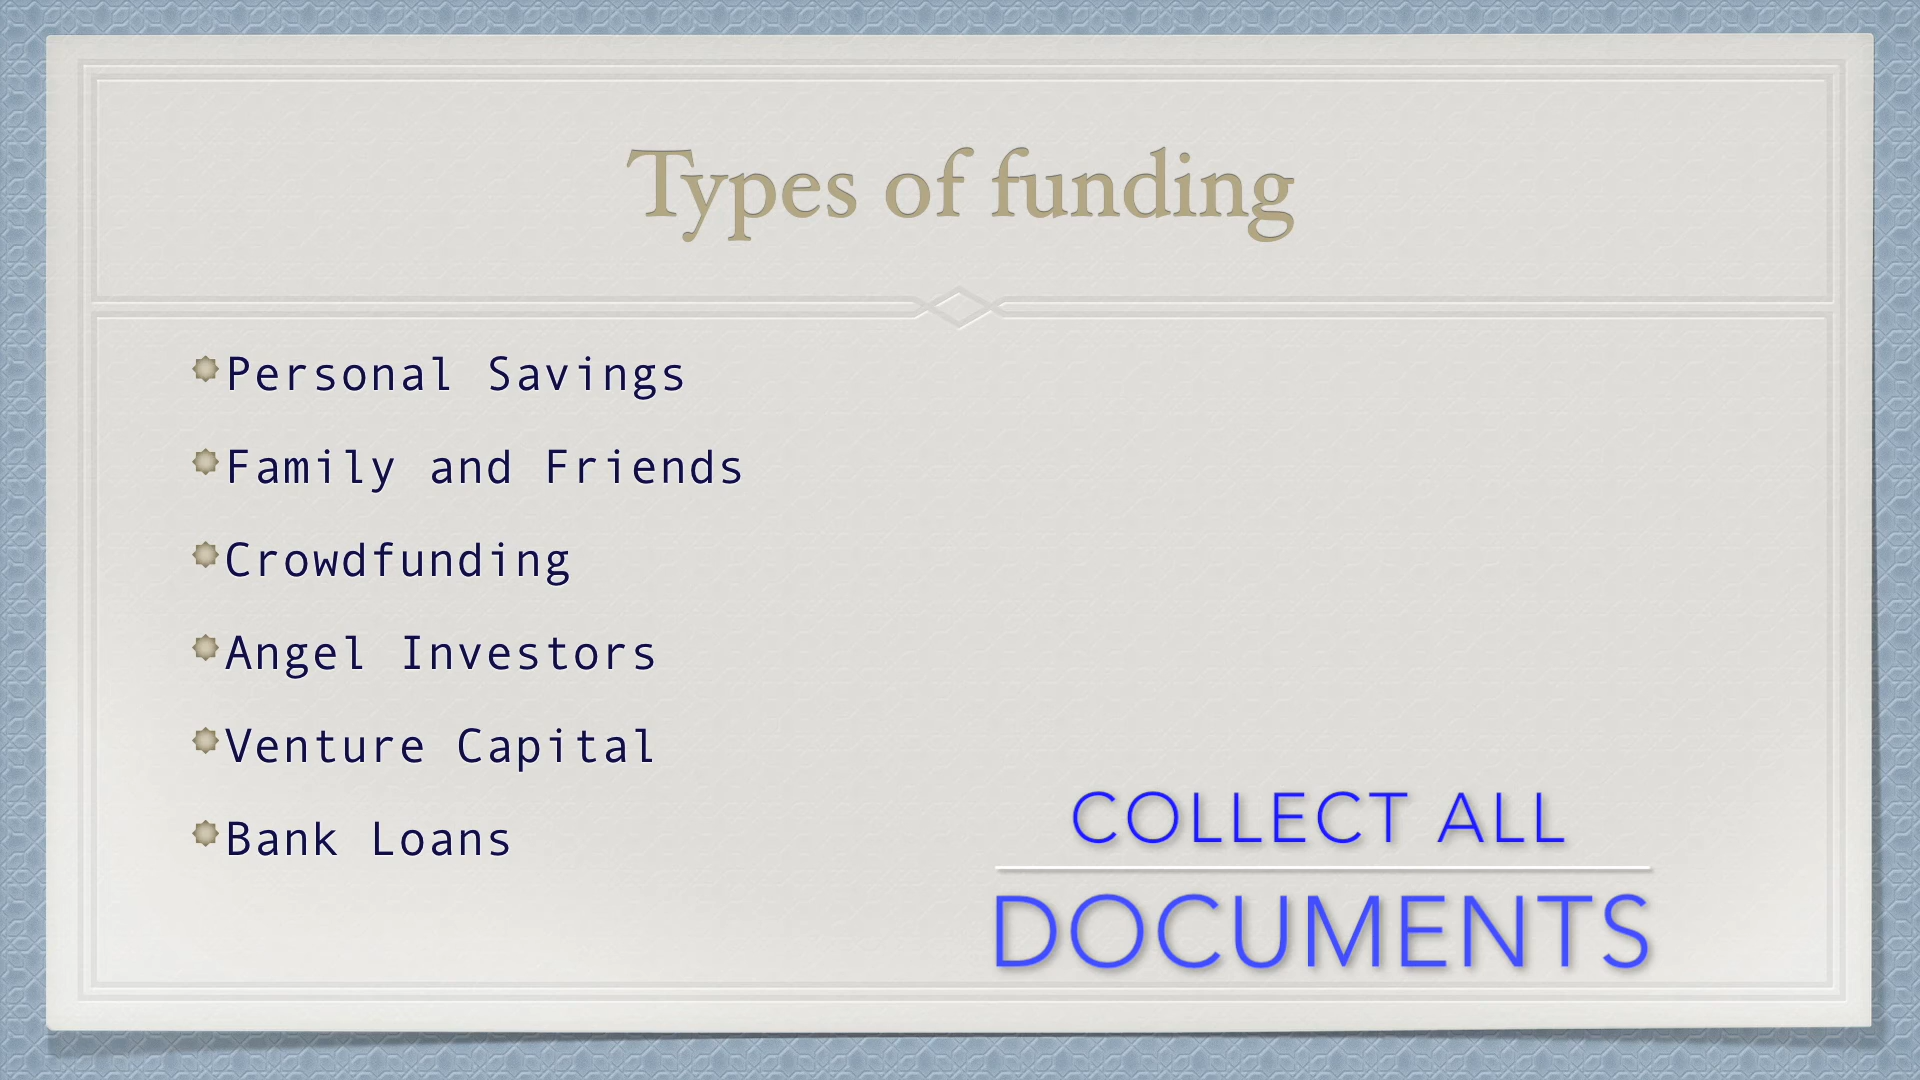 Types of funding
Personal Savings
Family and Friends
Crowdfunding
Angel Investors
Venture Capital
Bank Loans
COLLECT ALL
DOCUMENTS